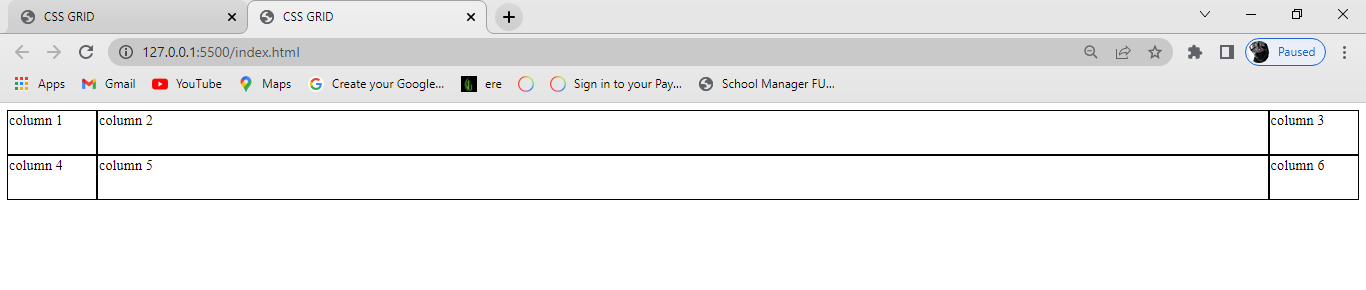 CSS GRID CSS GRID
127.0.0.1:5500/index.html Paused
Apps Gmail YouTube Maps Create your Google... ere Sign in to your Pay... School Manager FU...
column 1 column 2 column 3
column 4 column 5 column 6